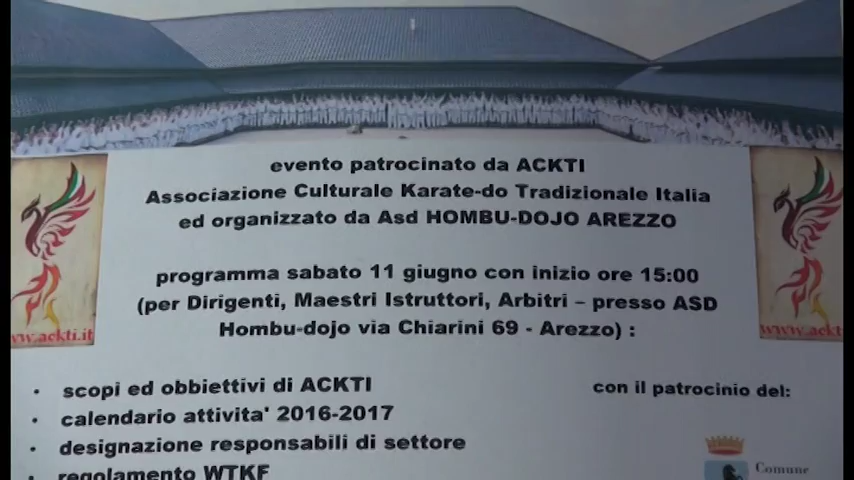 evento patrocinato da ACKTI
Associazione Culturale Karate-do Tradizionale Italia
ed organizzato da Asd HOMBU-DOJO AREZZO
programma sabato 11 giugno con inizio ore 15:00
(per Dirigenti, Maestri Istruttori, Arbitri – presso ASD
Hombu-dojo via Chiarini 69 - Arezzo) :
www.ackti.it
www.ackti
• scopi ed obbiettivi di ACKTI
• calendario attivita' 2016-2017
• designazione responsabili di settore
• regolamento WTKF
con il patrocinio del:
Comune